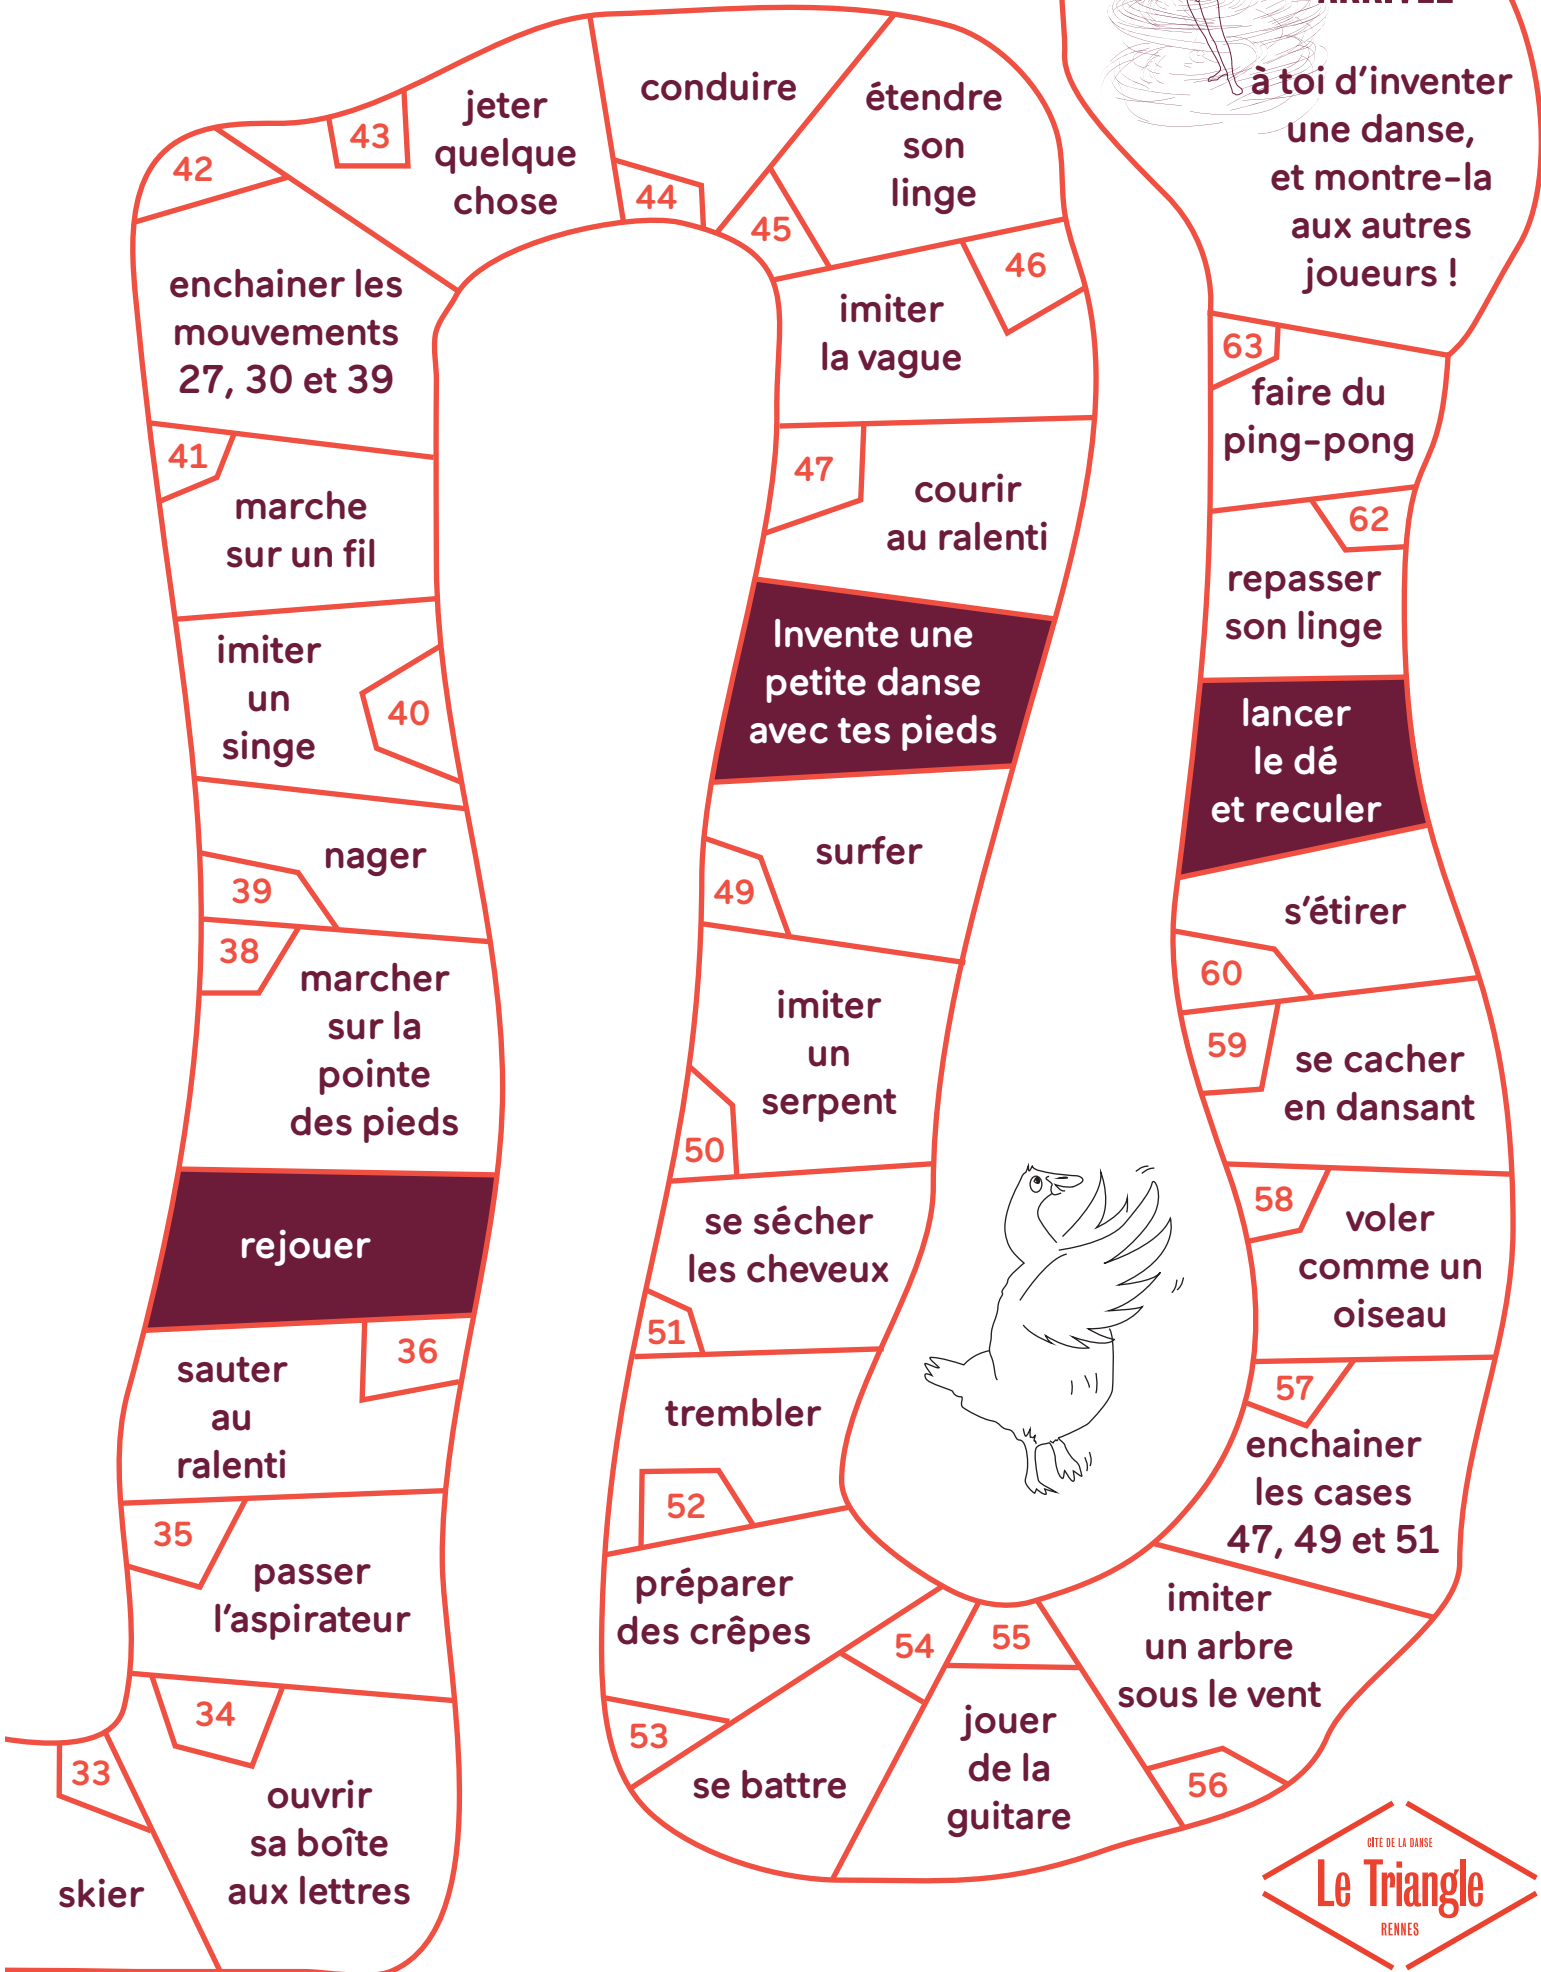 33
skier
34
ouvrir
sa boîte
aux lettres
35
passer
l'aspirateur
36
sauter
au
ralenti
rejouer
38
marcher
sur la
pointe
des pieds
39
nager
40
imiter
un
singe
41
marche
sur un fil
42
enchainer les
mouvements
27, 30 et 39
43
jeter
quelque
chose
44
conduire
45
étendre
son
linge
46
imiter
la vague
47
courir
au ralenti
Invente une
petite danse
avec tes pieds
49
surfer
50
imiter
un
serpent
51
se sécher
les cheveux
52
trembler
53
préparer
des crêpes
54
se battre
55
jouer
de la
guitare
56
imiter
un arbre
sous le vent
57
enchainer
les cases
47, 49 et 51
58
voler
comme un
oiseau
59
se cacher
en dansant
60
s'étirer
lancer
le dé
et reculer
62
repasser
son linge
63
faire du
ping-pong
à toi d'inventer
une danse,
et montre-la
aux autres
joueurs !
CITÉ DE LA DANSE
Le Triangle
RENNES